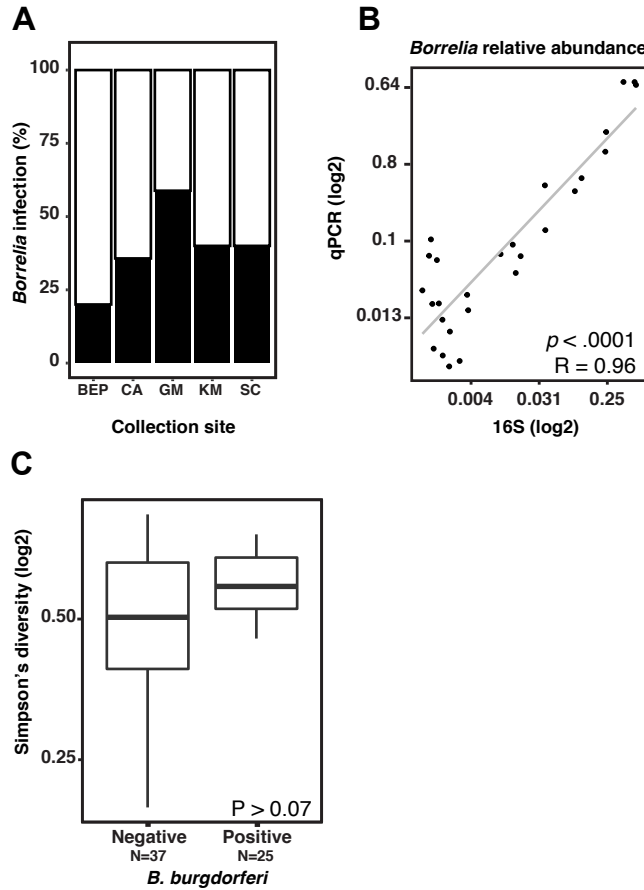 A
100
75
50
25
0
Borrelia infection (%)
BEP CA GM KM SC
Collection site
B
Borrelia relative abundance
0.64
0.8
0.1
0.013
qPCR (log2)
p < .0001
R = 0.96
0.004 0.031 0.25
16S (log2)
C
0.50
0.25
Simpson's diversity (log2)
P > 0.07
Negative Positive
N=37 N=25
B. burgdorferi